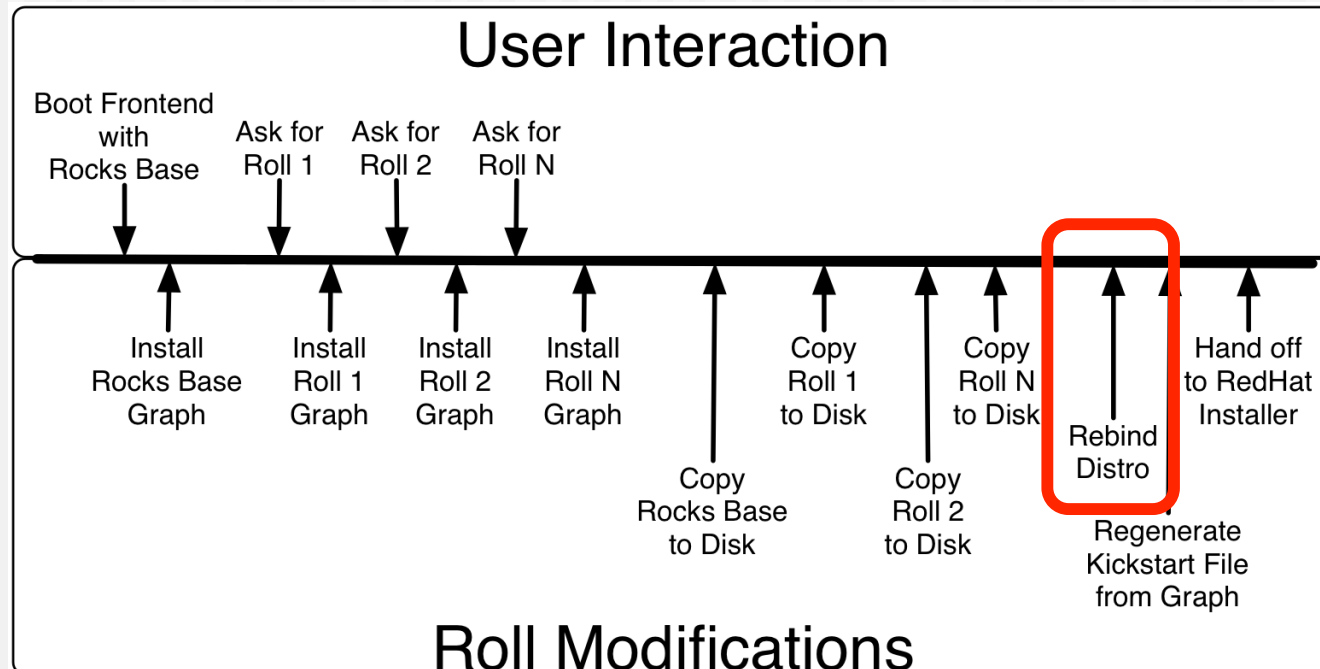 User Interaction
Boot Frontend
with
Rocks Base
Ask for
Roll 1
Ask for
Roll 2
Ask for
Roll N
Install
Rocks Base
Graph
Install
Roll 1
Graph
Install
Roll 2
Graph
Install
Roll N
Graph
Copy
Rocks Base
to Disk
Copy
Roll 1
to Disk
Copy
Roll 2
to Disk
Copy
Roll N
to Disk
Rebind
Distro
Regenerate
Kickstart File
from Graph
Hand off
to RedHat
Installer
Roll Modifications